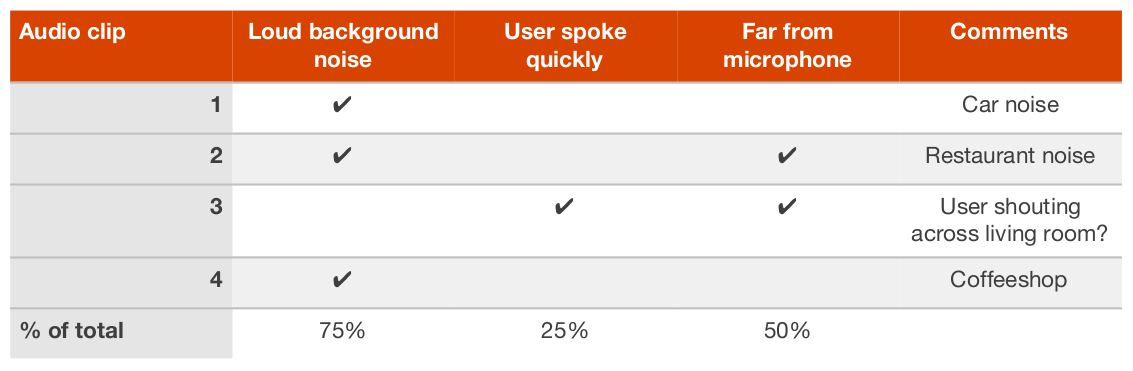 Audio clip
Loud background
noise
User spoke
quickly
Far from
microphone
Comments
1 ✔ Car noise
2 ✔ ✔ Restaurant noise
3 ✔ ✔ User shouting
across living room?
4 ✔ Coffeeshop
% of total 75% 25% 50%